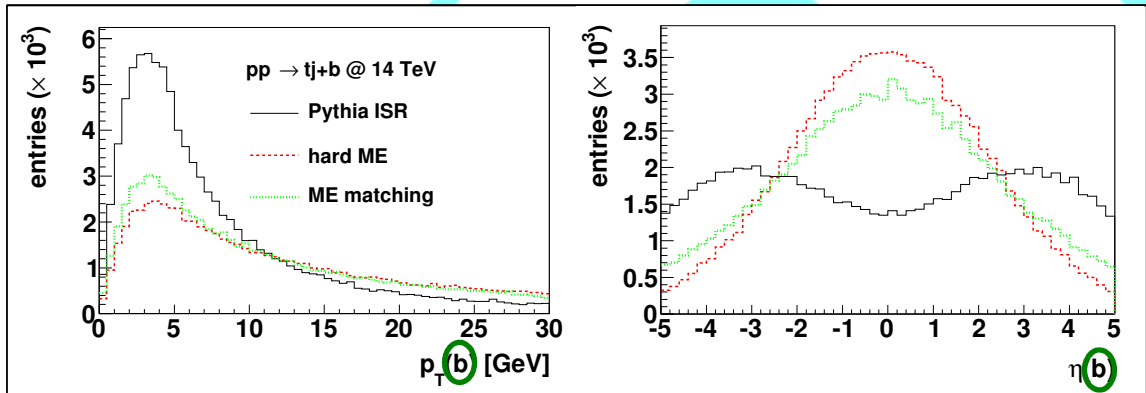 entries (× 10³)
6
5
4
3
2
1
0
pp → tj+b @ 14 TeV
Pythia ISR
hard ME
ME matching
0 5 10 15 20 25 30
p_T(b) [GeV]
entries (× 10³)
3.5
3
2.5
2
1.5
1
0.5
0
-5 -4 -3 -2 -1 0 1 2 3 4 5
η(b)